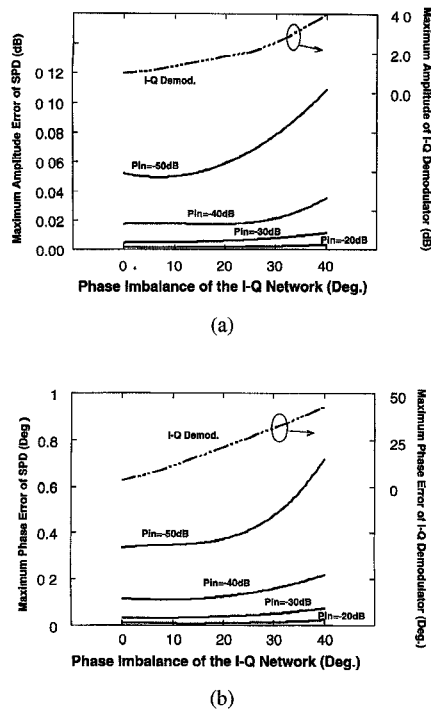 (a)
Maximum Amplitude Error of SPD (dB)
0 12
0 10
0 08
0 06
0 04
0.02
0.00
I-Q Demod.
Pin=-50dB
Pin=-40dB
Pin=-30dB
Pin=-20dB
4.0
2.0
0.0
Maximum Amplitude of I-Q
Demodulator (dB)
0 10 20 30 40
Phase Imbalance of the I-Q Network (Deg.)
(a)
Maximum Phase Error of SPD (Deg)
1
0.8
0.6
0.4
0 2
0
I-Q Demod.
Pin=-50dB
Pin=-40dB
Pin=-30dB
Pin=-20dB
50
25
0
Maximum Phase Error of I-Q
Demodulator (Deg.)
0 10 20 30 40
Phase Imbalance of the I-Q Network (Deg.)
(b)